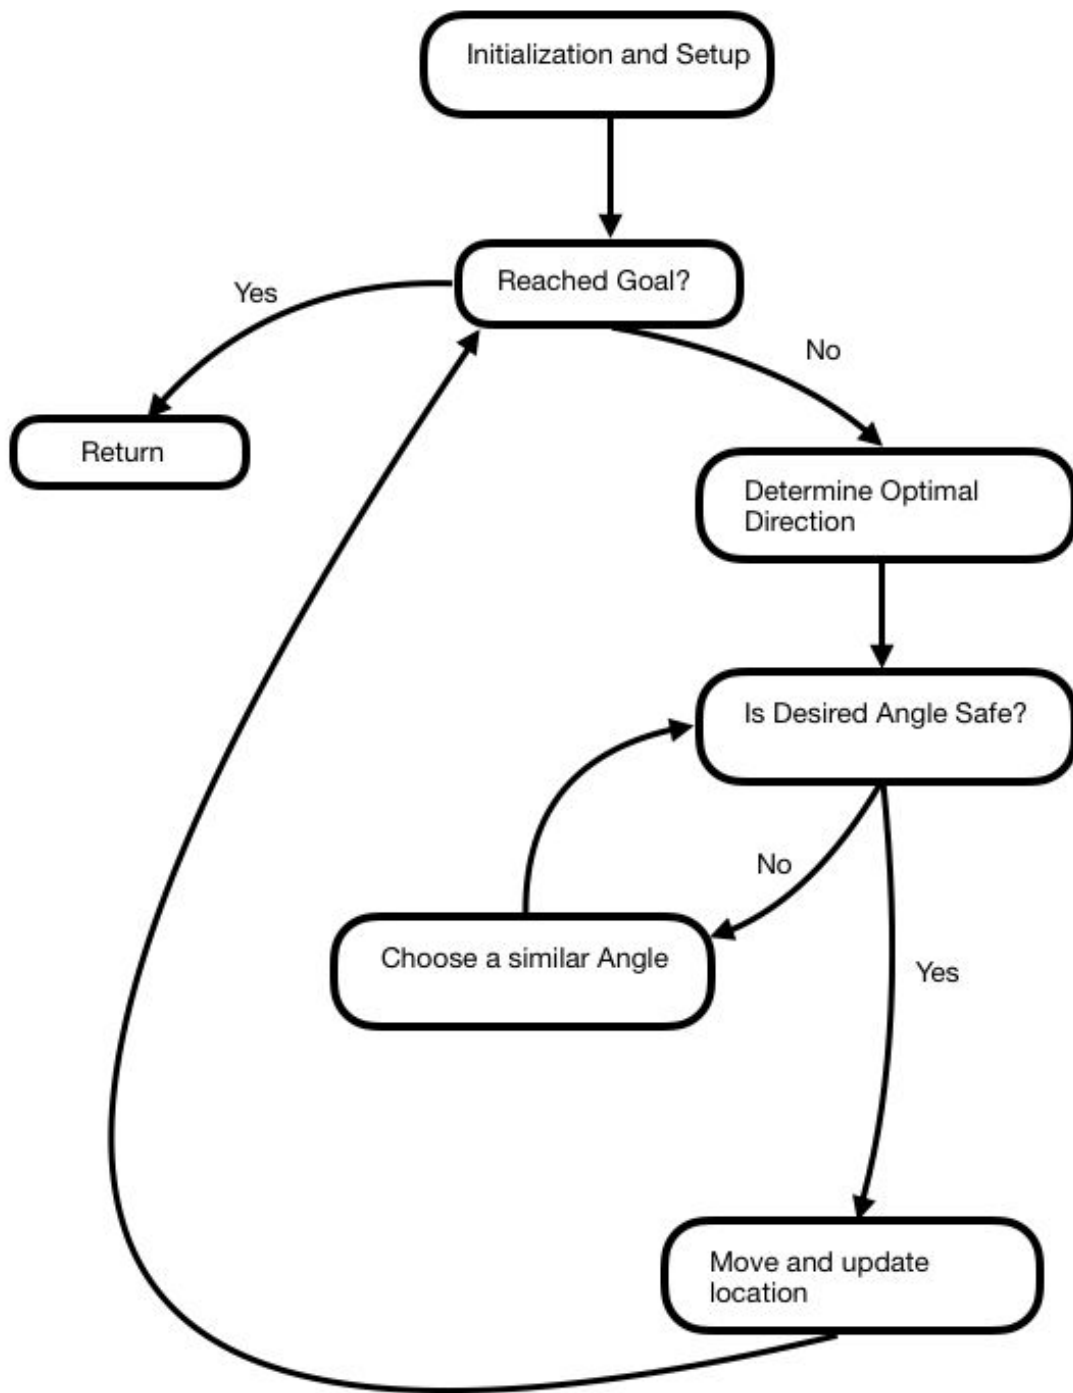 Initialization and Setup
Reached Goal?
Yes
No
Return
Determine Optimal
Direction
Is Desired Angle Safe?
No
Choose a similar Angle
Yes
Move and update
location